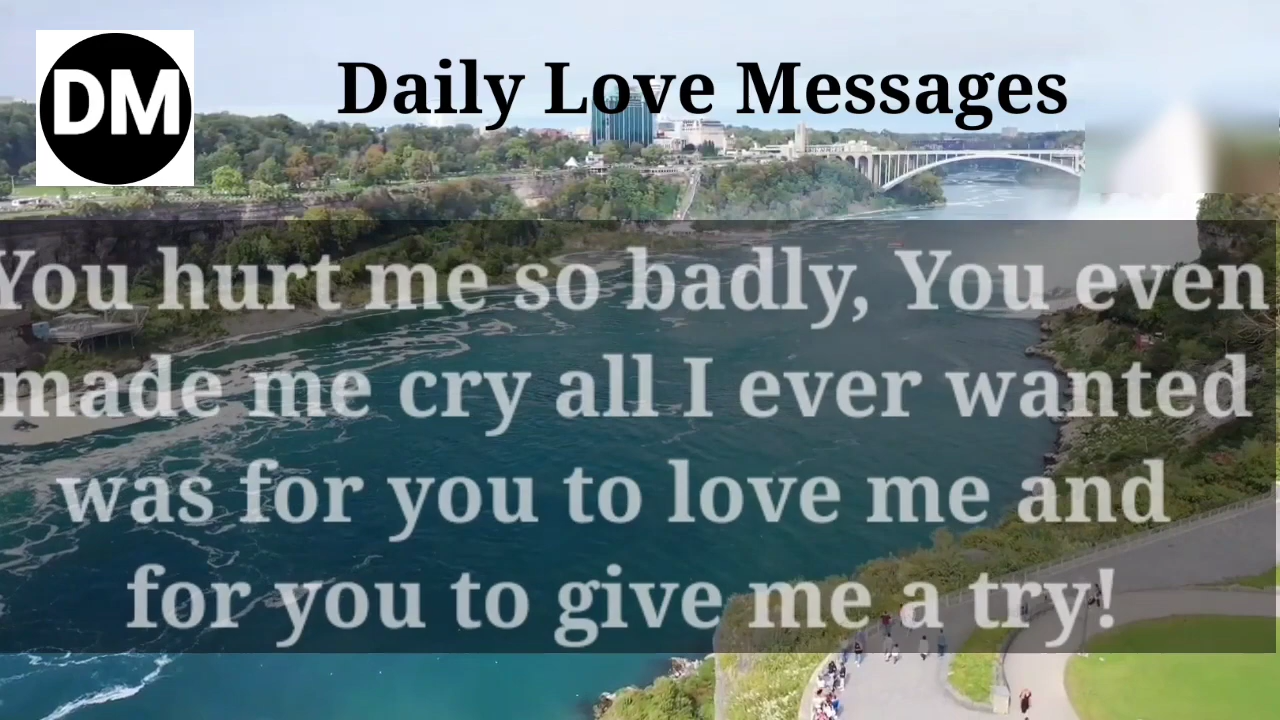 DM
Daily Love Messages
You hurt me so badly, You even
made me cry all I ever wanted
was for you to love me and
for you to give me a try!